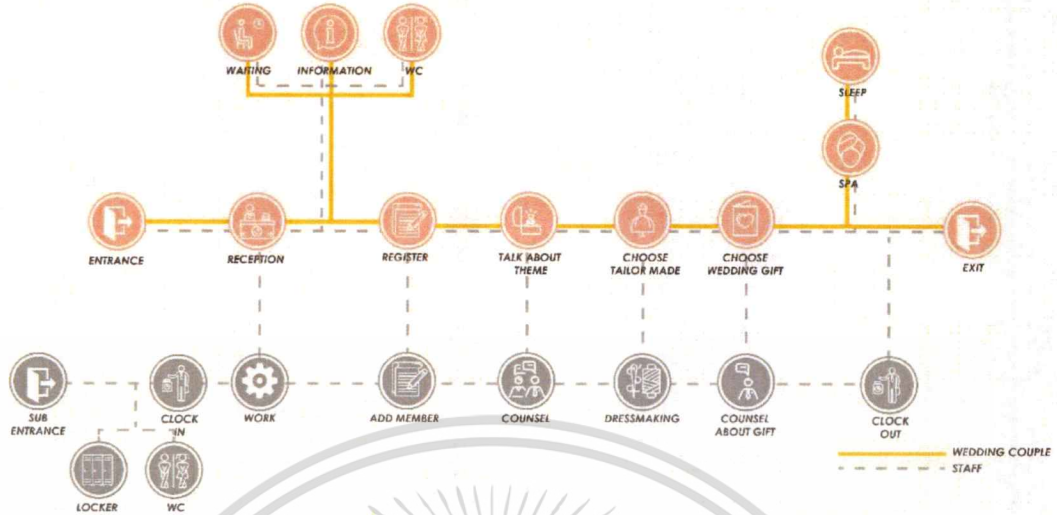 WAITING
INFORMATION
WC
SLEEP
SPA
ENTRANCE
RECEPTION
REGISTER
TALK ABOUT
THEME
CHOOSE
TAILOR MADE
CHOOSE
WEDDING GIFT
EXIT
SUB
ENTRANCE
CLOCK
IN
WORK
ADD MEMBER
COUNSEL
DRESSMAKING
COUNSEL
ABOUT GIFT
CLOCK
OUT
WEDDING COUPLE
STAFF
LOCKER
WC